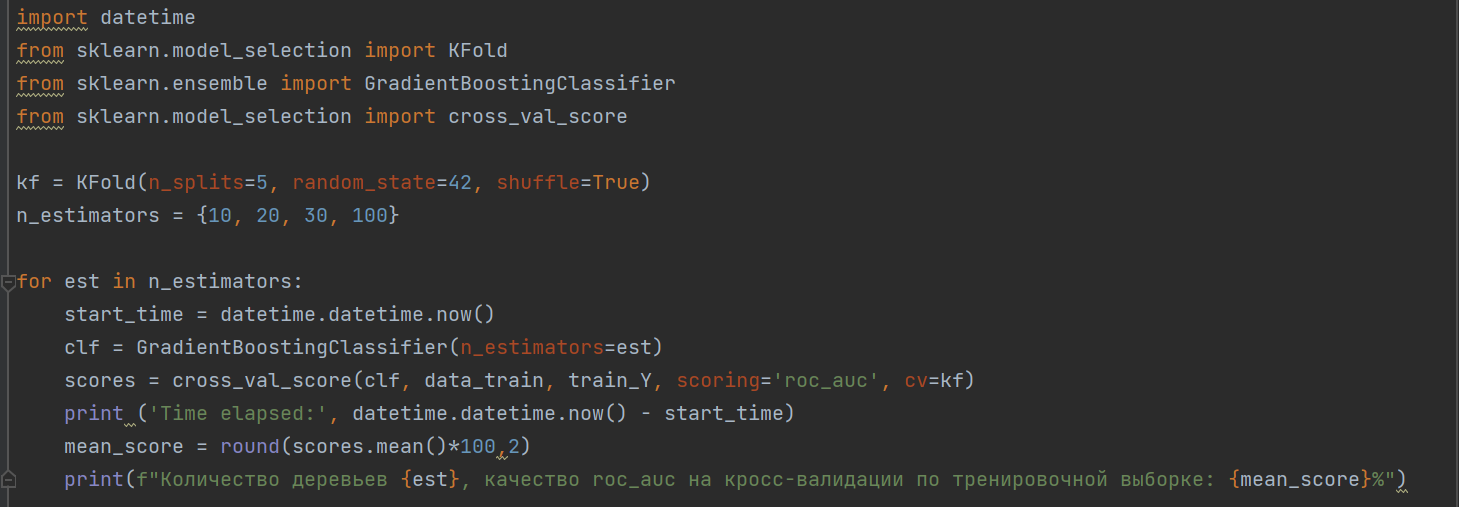 import datetime
from sklearn.model_selection import KFold
from sklearn.ensemble import GradientBoostingClassifier
from sklearn.model_selection import cross_val_score
kf = KFold(n_splits=5, random_state=42, shuffle=True)
n_estimators = {10, 20, 30, 100}
for est in n_estimators:
    start_time = datetime.datetime.now()
    clf = GradientBoostingClassifier(n_estimators=est)
    scores = cross_val_score(clf, data_train, train_Y, scoring='roc_auc', cv=kf)
    print ('Time elapsed:', datetime.datetime.now() - start_time)
    mean_score = round(scores.mean()*100,2)
    print(f"Количество деревьев {est}, качество roc_auc на кросс-валидации по тренировочной выборке: {mean_score}%")